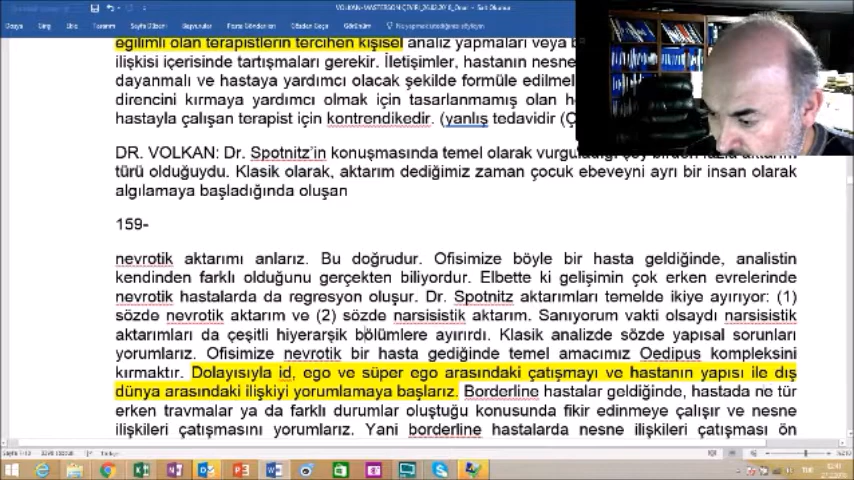 VOLKAN-MASTERSON-ÇEVİRİ
eğilimli olan terapistlerin tercihen kişisel analiz yapmaları veya
ilişkisi içerisinde tartışmaları gerekir. İletişimler, hastanın
dayanmalı ve hastaya yardımcı olacak şekilde formüle
direncini kırmaya yardımcı olmak için tasarlanmamış olan
hastayla çalışan terapist için kontrendikedir. (yanlış tedavidir
DR. VOLKAN: Dr. Spotnitz'in konuşmasında temel olarak vurguladığı şey birden fazla aktarım
türü olduğuydu. Klasik olarak, aktarım dediğimiz zaman çocuk ebeveyni ayrı bir insan olarak
algılamaya başladığında oluşan
159-
nevrotik aktarımı anlarız. Bu doğrudur. Ofisimize böyle bir hasta geldiğinde, analistin
kendinden farklı olduğunu gerçekten biliyordur. Elbette ki gelişimin çok erken evrelerinde
nevrotik hastalarda da regresyon oluşur. Dr. Spotnitz aktarımları temelde ikiye ayırıyor: (1)
sözde nevrotik aktarım ve (2) sözde narsisistik aktarım. Sanıyorum vakti olsaydı narsisistik
aktarımları da çeşitli hiyerarşik bölümlere ayırırdı. Klasik analizde sözde yapısal sorunları
yorumlarız. Ofisimize nevrotik bir hasta gediğinde temel amacımız Oedipus kompleksini
kırmaktır. Dolayısıyla id, ego ve süper ego arasındaki çatışmayı ve hastanın yapısı ile dış
dünya arasındaki ilişkiyi yorumlamaya başlarız. Borderline hastalar geldiğinde, hastada ne tür
erken travmalar ya da farklı durumlar oluştuğu konusunda fikir edinmeye çalışır ve nesne
ilişkileri çatışmasını yorumlarız. Yani borderline hastalarda nesne ilişkileri çatışması ön